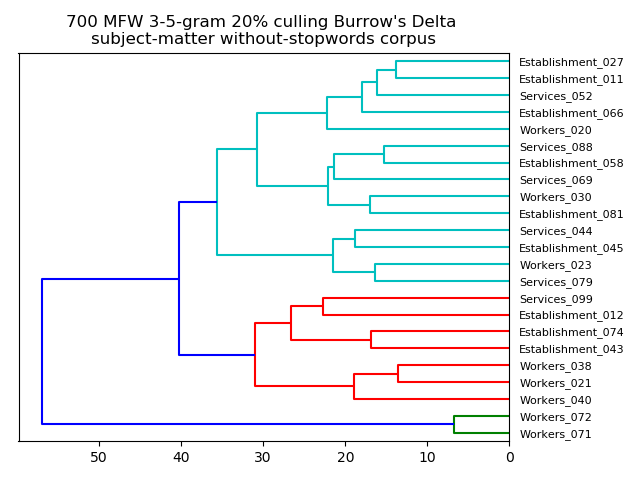 700 MFW 3-5-gram 20% culling Burrow's Delta
subject-matter without-stopwords corpus
Establishment_027
Establishment_011
Services_052
Establishment_066
Workers_020
Services_088
Establishment_058
Services_069
Workers_030
Establishment_081
Services_044
Establishment_045
Workers_023
Services_079
Services_099
Establishment_012
Establishment_074
Establishment_043
Workers_038
Workers_021
Workers_040
Workers_072
Workers_071
50 40 30 20 10 0